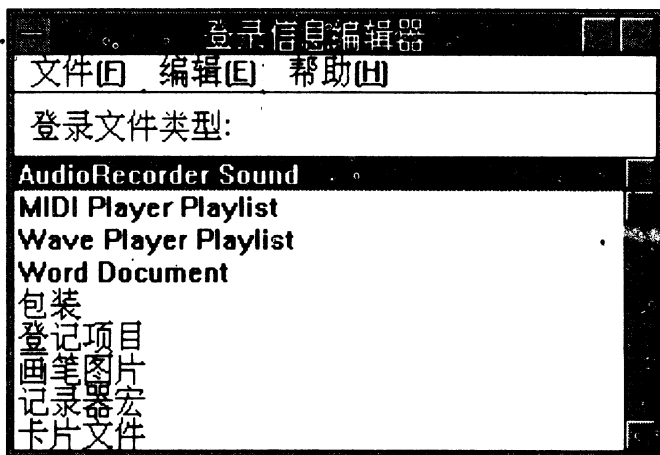 登录信息编辑器
文件(F) 编辑(E) 帮助(H)
登录文件类型:
AudioRecorder Sound
MIDI Player Playlist
Wave Player Playlist
Word Document
包装
登记项目
画笔图片
记录器宏
卡片文件